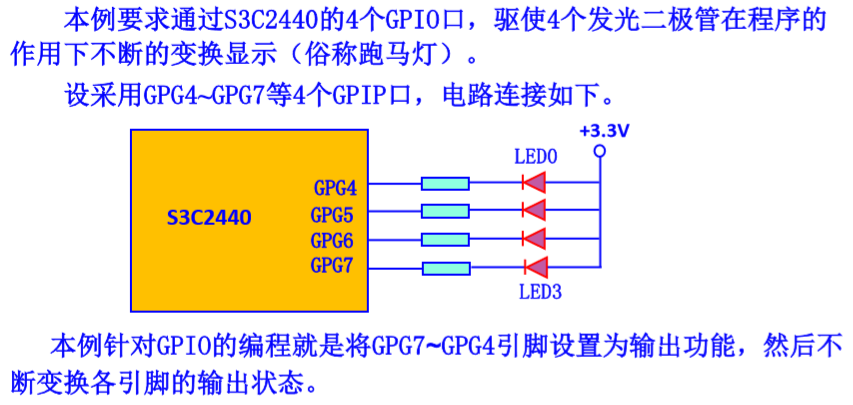 本例要求通过S3C2440的4个GPIO口，驱使4个发光二极管在程序的
作用下不断的变换显示（俗称跑马灯）。
设采用GPG4~GPG7等4个GPIP口，电路连接如下。
+3.3V
LED0
GPG4
S3C2440
GPG5
GPG6
GPG7
LED3
本例针对GPIO的编程就是将GPG7~GPG4引脚设置为输出功能，然后不
断变换各引脚的输出状态。